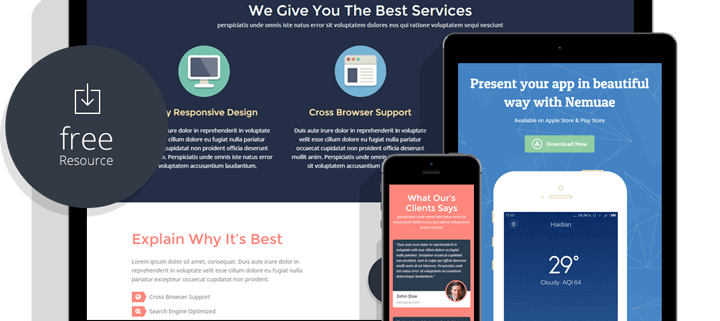 We Give You The Best Services
perspiciatis unde omnis iste natus error sit voluptatem dolores eos qui ratione voluptatem sequi nesciunt
free
Resource
y Responsive Design
irure dolor in reprehenderit in voluptate
cillum dolore eu fugiat nulla pariatur
cupidatat non proident officia deserunt
t anim. Perspiciatis unde omnis iste natus error
voluptatem accusantium laudantium.
Cross Browser Support
Duis aute irure dolor in reprehenderit in voluptate
cillum dolore eu fugiat nulla pariatur
occaecat cupidatat non proident officia deserunt
mollit anim. Perspiciatis unde omnis iste natus error
sit voluptatem accusantium laudantium.
Explain Why It's Best
Lorem ipsum dolor sit amet, consequat. Duis aute irure dolor in
reprehenderit in voluptate cillum dolore eu fugiat nulla pariatur
occaecat cupidatat non proident.
Cross Browser Support
Search Engine Optimized
What Our's
Clients Says
John Doe
Present your app in beautiful
way with Nemuae
Available on Apple Store & Play Store
Download Now
17:07
Haidian
29°
Cloudy AQI 64